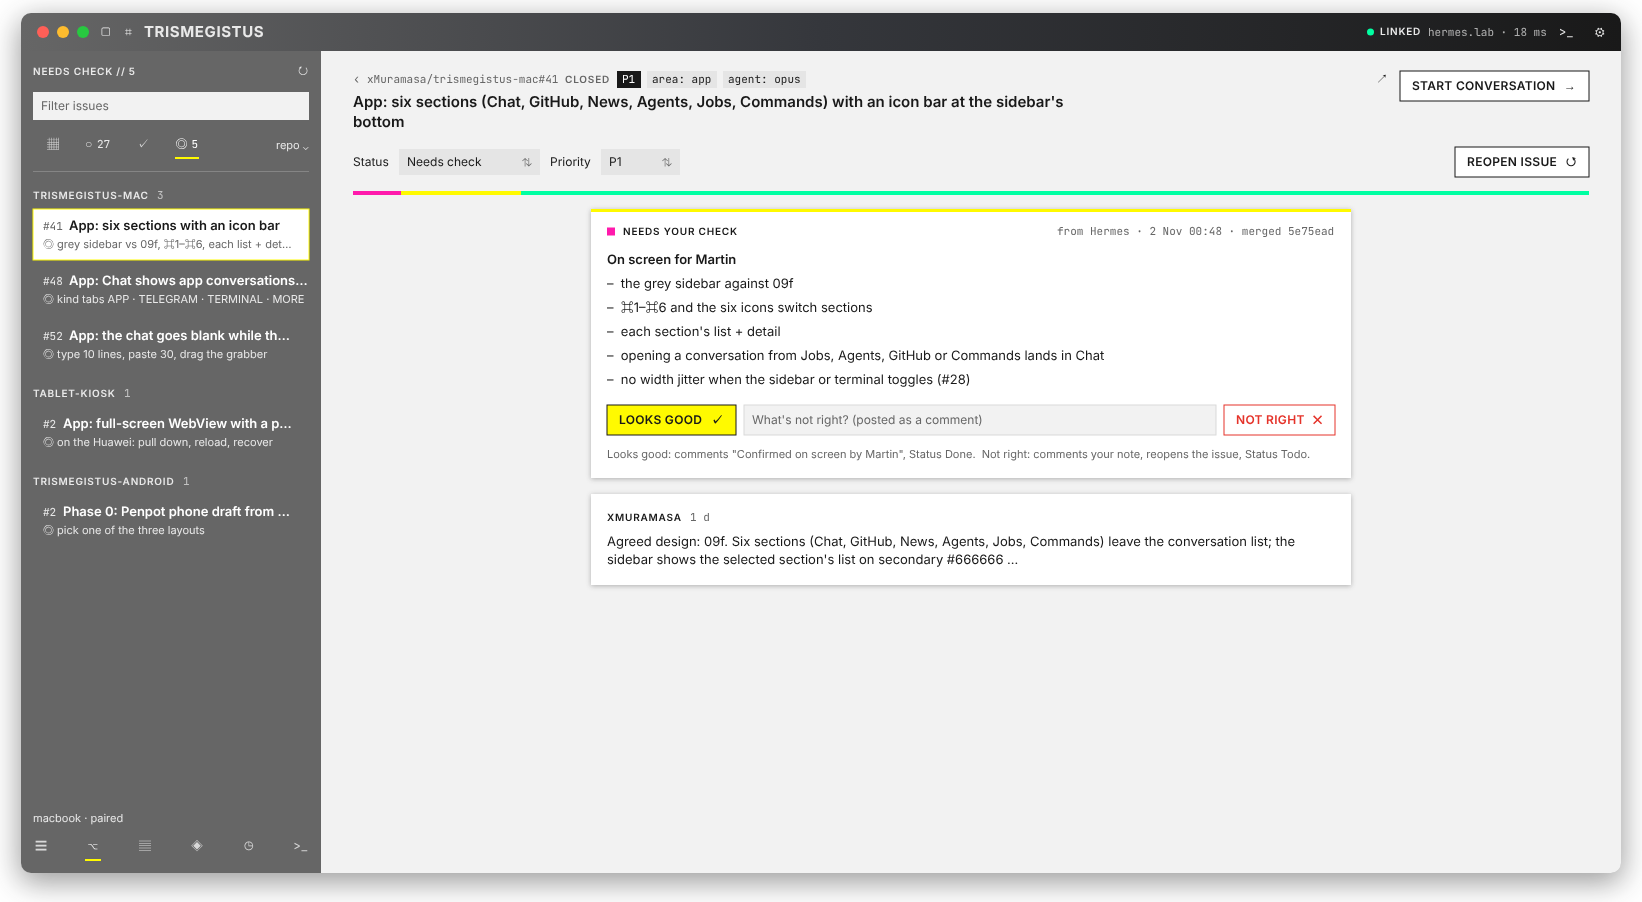 TRISMEGISTUS
LINKED hermes.lab · 18 ms >_
NEEDS CHECK // 5
Filter issues
27
5
repo
TRISMEGISTUS-MAC 3
#41 App: six sections with an icon bar
grey sidebar vs 09f, ⌘1–⌘6, each list + det…
#48 App: Chat shows app conversations…
kind tabs APP · TELEGRAM · TERMINAL · MORE
#52 App: the chat goes blank while th…
type 10 lines, paste 30, drag the grabber
TABLET-KIOSK 1
#2 App: full-screen WebView with a p…
on the Huawei: pull down, reload, recover
TRISMEGISTUS-ANDROID 1
#2 Phase 0: Penpot phone draft from …
pick one of the three layouts
macbook · paired
>_
‹ xMuramasa/trismegistus-mac#41 CLOSED P1 area: app agent: opus
START CONVERSATION →
App: six sections (Chat, GitHub, News, Agents, Jobs, Commands) with an icon bar at the sidebar's
bottom
Status Needs check Priority P1
REOPEN ISSUE
NEEDS YOUR CHECK
from Hermes · 2 Nov 00:48 · merged 5e75ead
On screen for Martin
– the grey sidebar against 09f
– ⌘1–⌘6 and the six icons switch sections
– each section's list + detail
– opening a conversation from Jobs, Agents, GitHub or Commands lands in Chat
– no width jitter when the sidebar or terminal toggles (#28)
LOOKS GOOD ✓
What's not right? (posted as a comment)
NOT RIGHT ✕
Looks good: comments "Confirmed on screen by Martin", Status Done. Not right: comments your note, reopens the issue, Status Todo.
XMURAMASA 1 d
Agreed design: 09f. Six sections (Chat, GitHub, News, Agents, Jobs, Commands) leave the conversation list; the
sidebar shows the selected section's list on secondary #666666 …